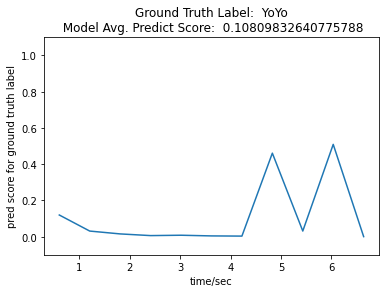 Ground Truth Label:  YoYo
Model Avg. Predict Score:  0.10809832640775788
pred score for ground truth label
1.0
0.8
0.6
0.4
0.2
0.0
1 2 3 4 5 6
time/sec